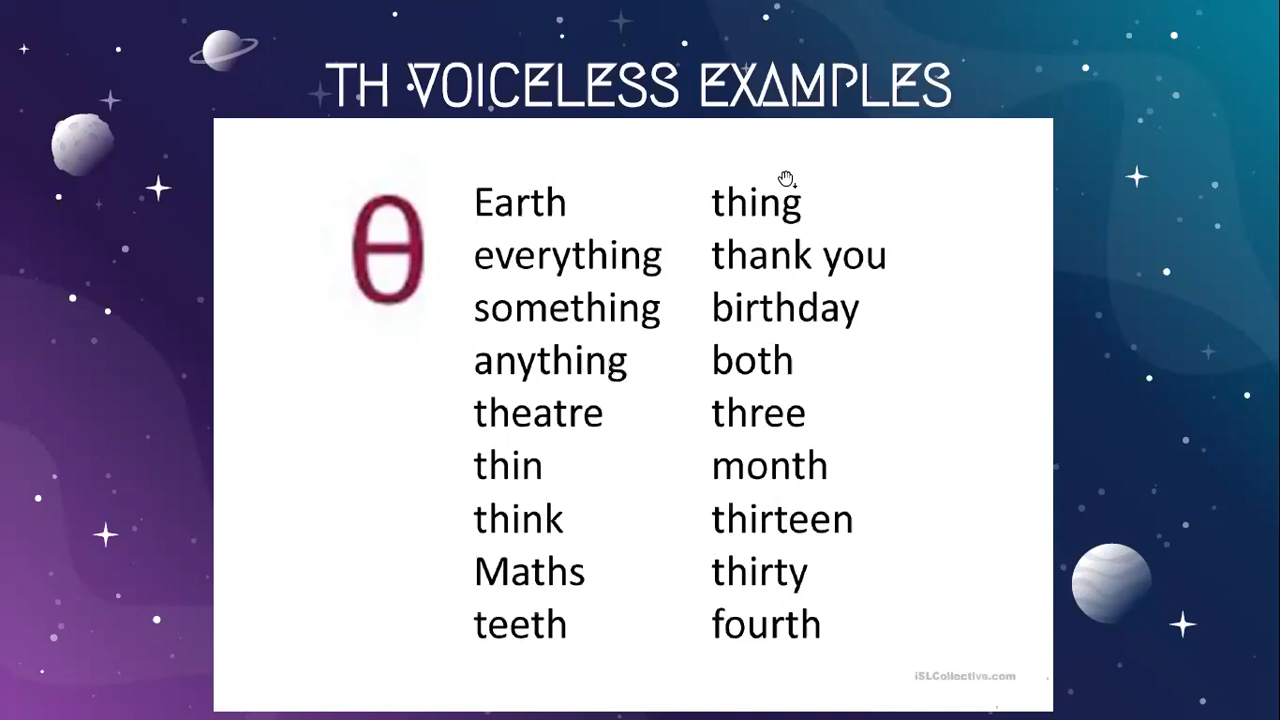 TH VOICELESS EXAMPLES
θ
Earth
everything
something
anything
theatre
thin
think
Maths
teeth
thing
thank you
birthday
both
three
month
thirteen
thirty
fourth
iSLCollective.com